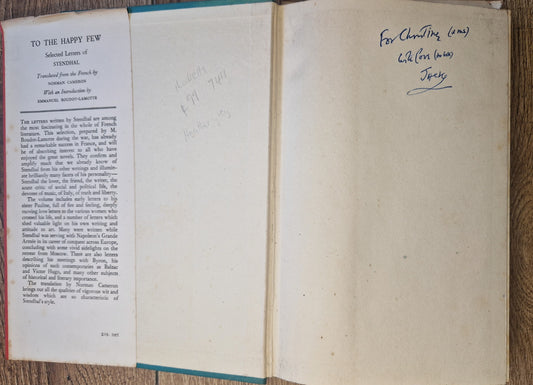 TO THE HAPPY FEW
Selected Letters of
STENDHAL
Translated from the French by
NORMAN CAMERON
With an Introduction by
EMMANUEL BOUDOT-LAMOTTE
THE LETTERS written by Stendhal are among
the most fascinating in the whole of French
literature. This selection, prepared by M.
Boudot-Lamotte during the war, has already
had a remarkable success in France, and will
be of absorbing interest to all who have
enjoyed the great novels. They confirm and
amplify much that we already know of
Stendhal from his other writings and illumin-
ate brilliantly many facets of his personality—
Stendhal the lover, the friend, the writer, the
acute critic of social and political life, the
devotee of music, of Italy, of truth and liberty.
The volume includes early letters to his
sister Pauline, full of fire and feeling, deeply
moving love letters to the various women who
crossed his life, and a number of letters which
shed valuable light on his own writing and
attitude to art. Many were written while
Stendhal was serving with Napoleon's Grande
Armée in its career of conquest across Europe,
concluding with some vivid sidelights on the
retreat from Moscow. There are also letters
describing his meetings with Byron, his
opinions of such contemporaries as Balzac
and Victor Hugo, and many other subjects
of historical and literary importance.
The translation by Norman Cameron
brings out all the qualities of vigorous wit and
wisdom which are so characteristic of
Stendhal's style.
For Christine
with love
Jacky